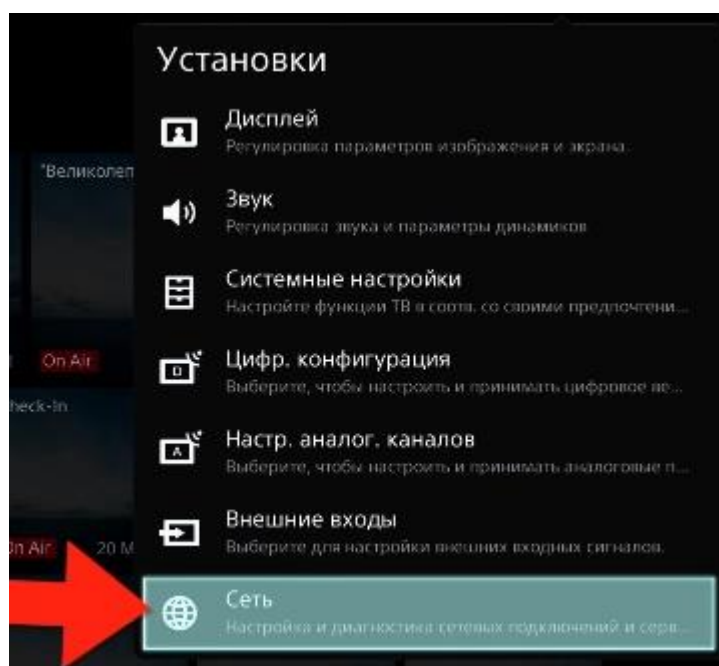 Установки
Дисплей
Регулировка параметров изображения и экрана.
"Великолеп
Звук
Регулировка звука и параметры динамиков
Системные настройки
Настройте функции ТВ в соотв. со своими предпочтени...
On Air
Цифр. конфигурация
Выберите, чтобы настроить и принимать цифровое ве...
heck-In
Настр. аналог. каналов
Выберите, чтобы настроить и принимать аналоговые п...
Внешние входы
On Air 20 М
Выберите для настройки внешних входных сигналов.
Сеть
Настройка и диагностика сетевых подключений и серв...